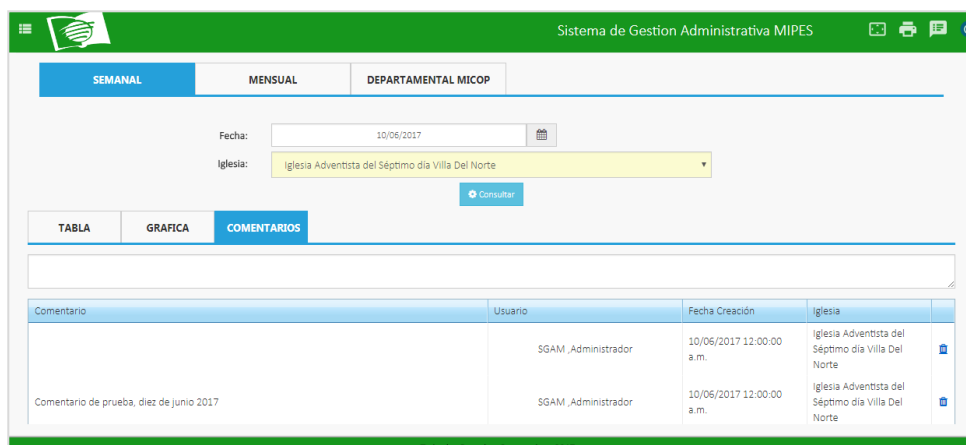 Sistema de Gestion Administrativa MIPES
SEMANAL MENSUAL DEPARTAMENTAL MICOP
Fecha: 10/06/2017
Iglesia: Iglesia Adventista del Séptimo día Villa Del Norte
Consultar
TABLA GRAFICA COMENTARIOS
Comentario Usuario Fecha Creación Iglesia
SGAM ,Administrador 10/06/2017 12:00:00 a.m. Iglesia Adventista del Séptimo día Villa Del Norte
Comentario de prueba, diez de junio 2017 SGAM ,Administrador 10/06/2017 12:00:00 a.m. Iglesia Adventista del Séptimo día Villa Del Norte